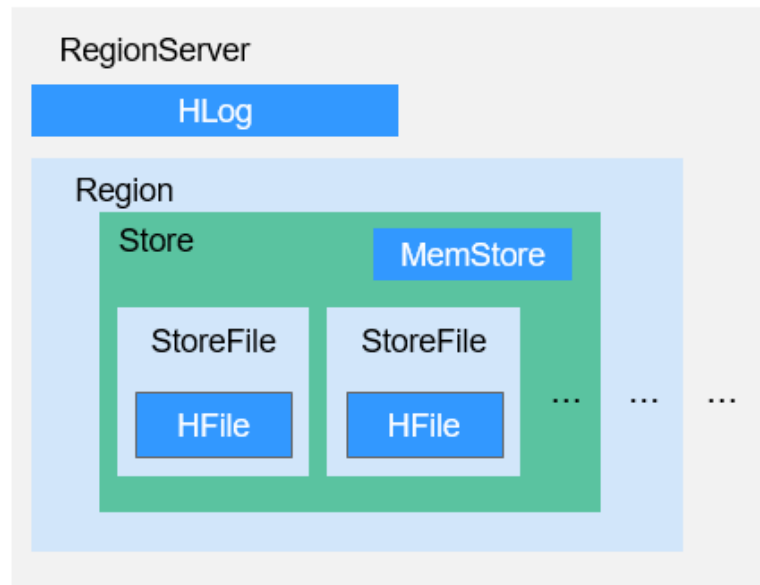 RegionServer
HLog
Region
Store
MemStore
StoreFile StoreFile
HFile HFile
... ... ...